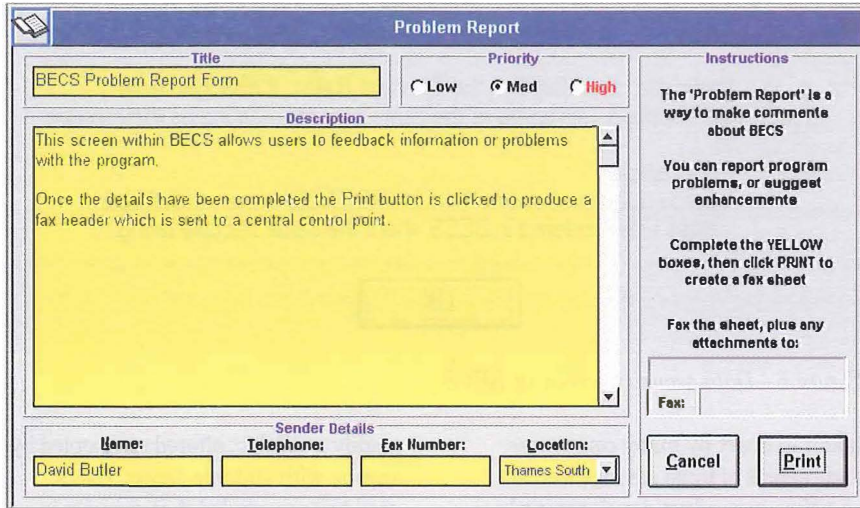 Problem Report
Title
BECS Problem Report Form
Priority
Low Med High
Description
This screen within BECS allows users to feedback information or problems
with the program.
Once the details have been completed the Print button is clicked to produce a
fax header which is sent to a central control point.
Sender Details
Name: Telephone: Fax Number: Location:
David Butler Thames South
Instructions
The 'Problem Report' is a
way to make comments
about BECS
You can report program
problems, or suggest
enhancements
Complete the YELLOW
boxes, then click PRINT to
create a fax sheet
Fax the sheet, plus any
attachments to:
Fax:
Cancel Print